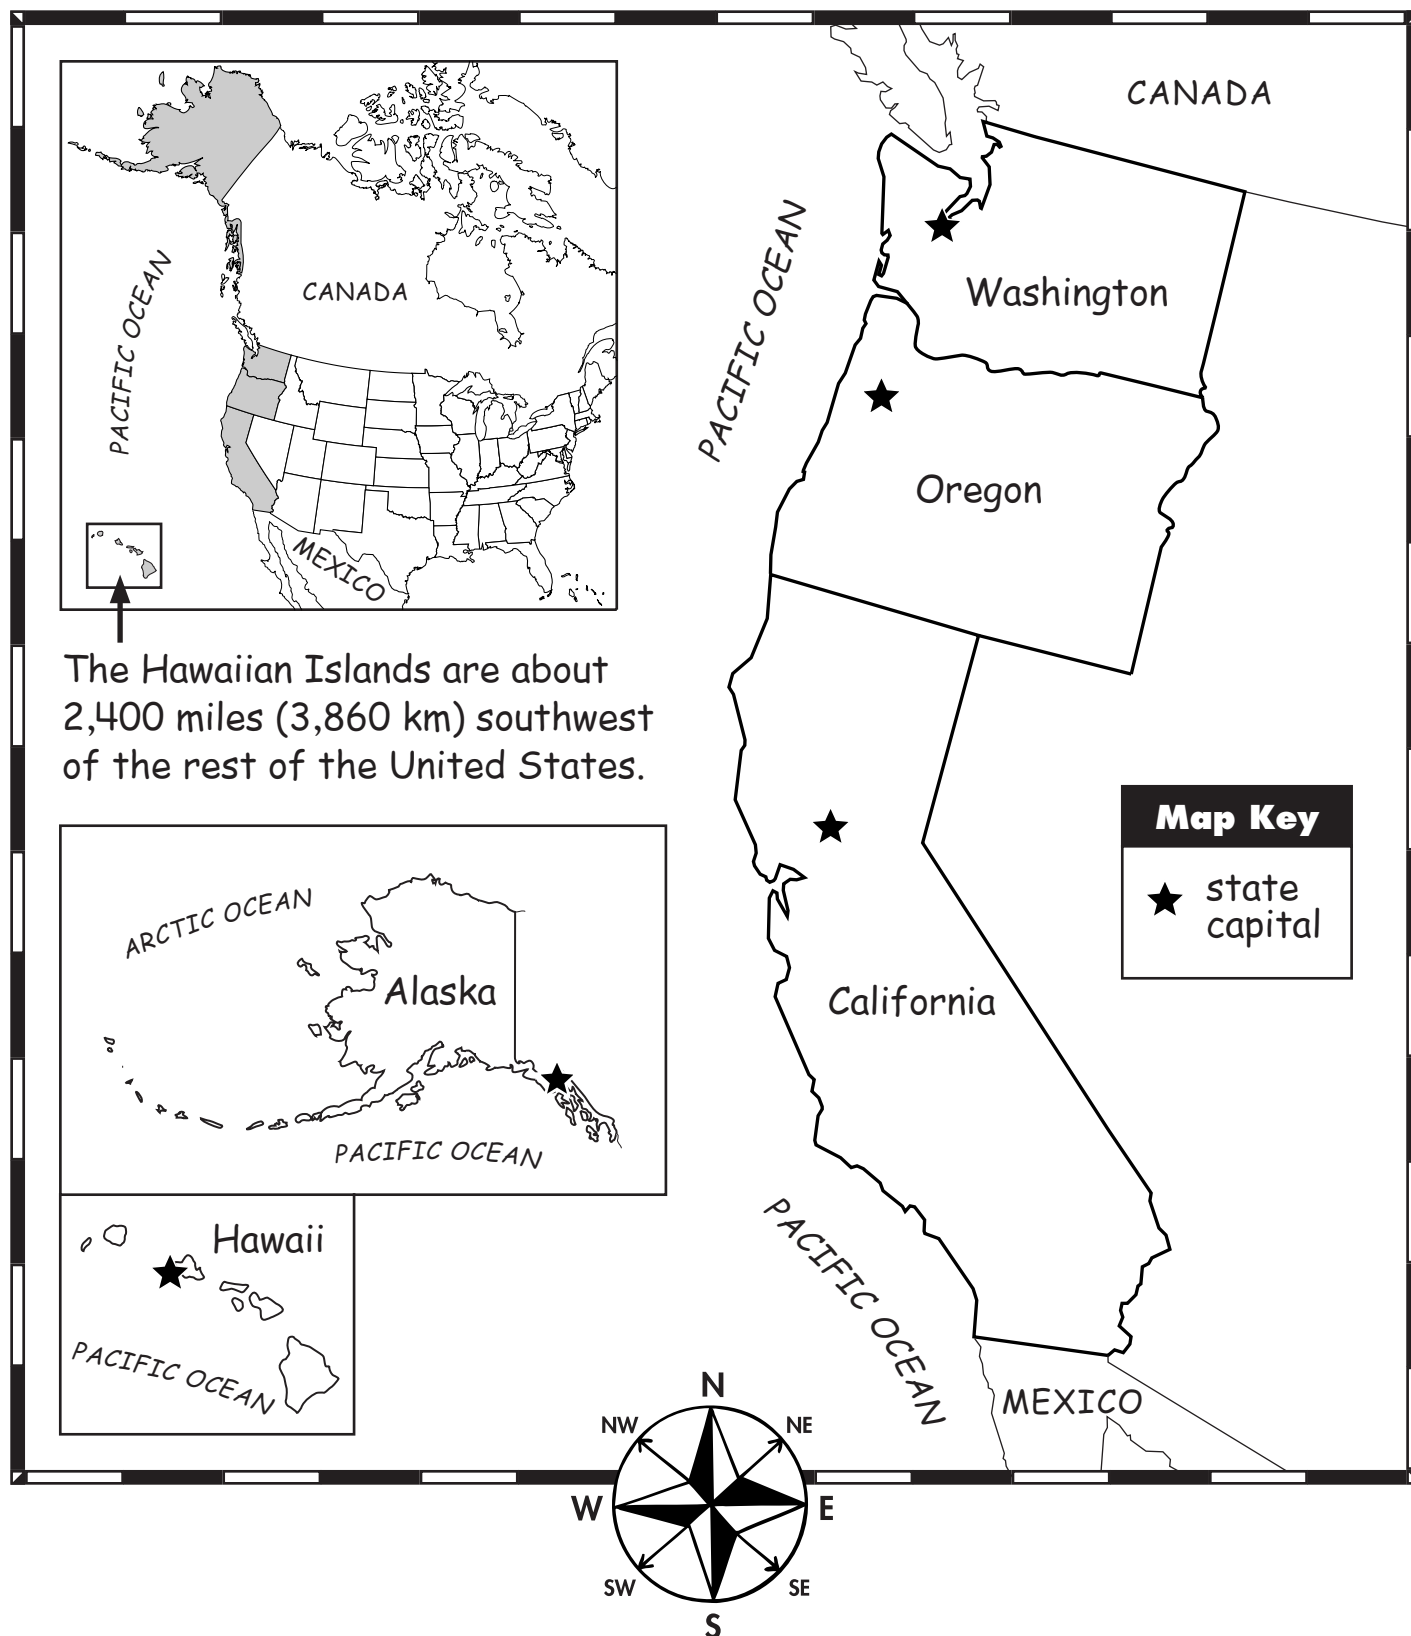 CANADA
PACIFIC OCEAN
CANADA
MEXICO
The Hawaiian Islands are about
2,400 miles (3,860 km) southwest
of the rest of the United States.
PACIFIC OCEAN
Washington
Oregon
California
Map Key
state
capital
ARCTIC OCEAN
Alaska
PACIFIC OCEAN
Hawaii
PACIFIC OCEAN
PACIFIC OCEAN
MEXICO
N
NW
NE
W
E
SW
SE
S